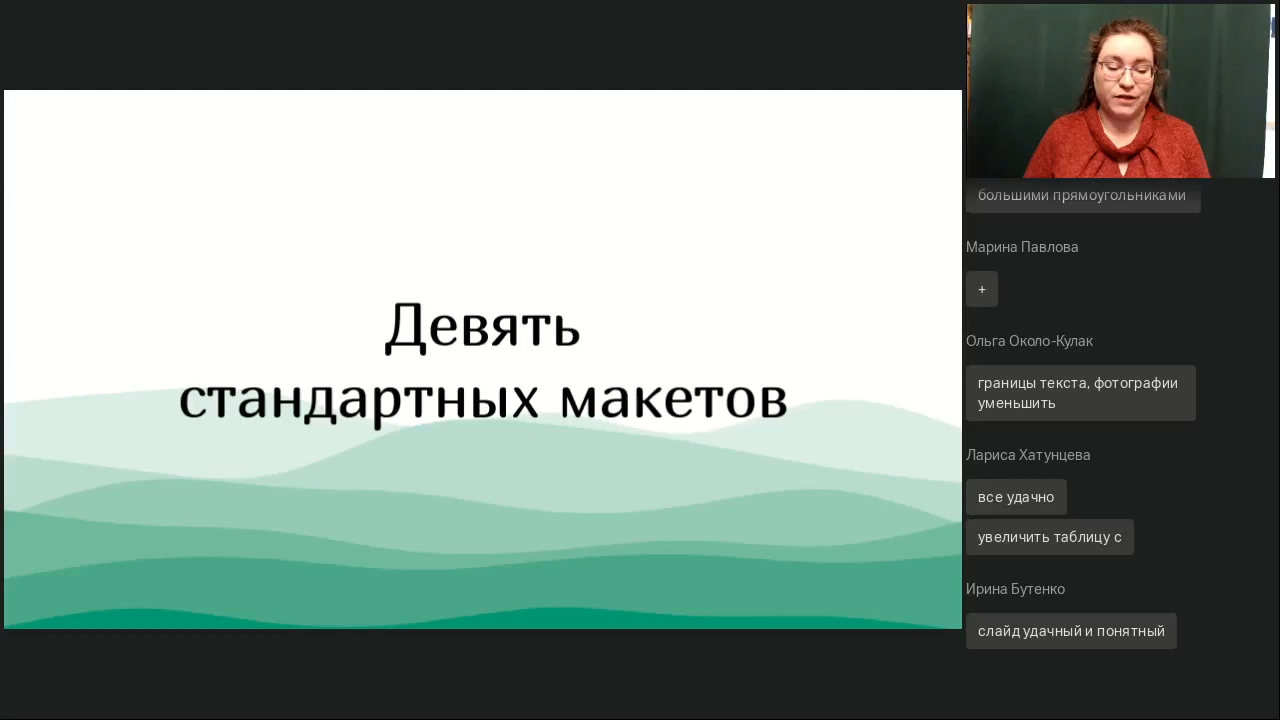 Девять
стандартных макетов
большими прямоугольниками
Марина Павлова
+
Ольга Около-Кулак
границы текста, фотографии
уменьшить
Лариса Хатунцева
все удачно
увеличить таблицу с
Ирина Бутенко
слайд удачный и понятный